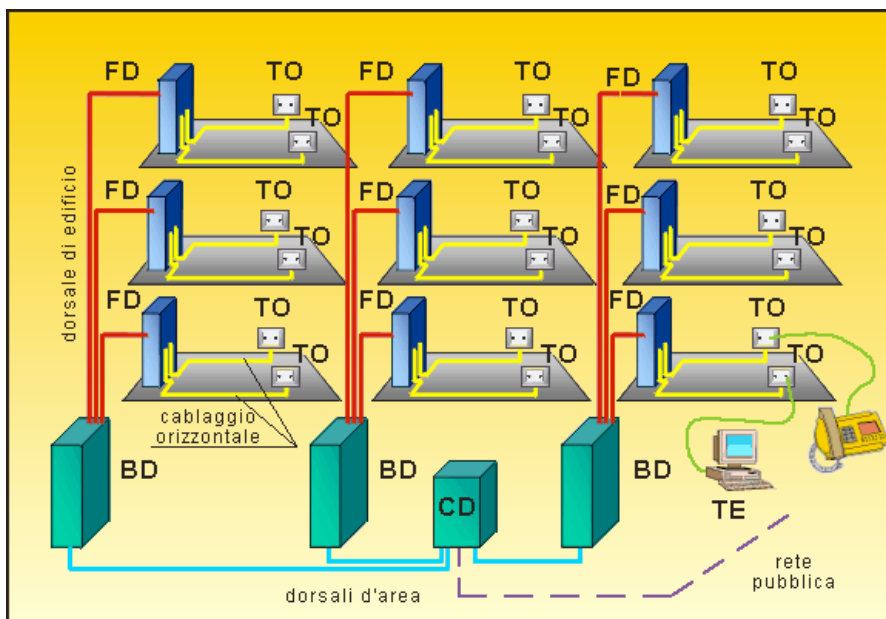 FD TO FD TO FD TO
TO TO TO
dorsale di edificio
FD TO FD TO FD TO
TO TO TO
FD TO FD TO FD TO
TO TO TO
cablaggio
orizzontale
BD BD BD
CD
TE
dorsali d'area
rete
pubblica